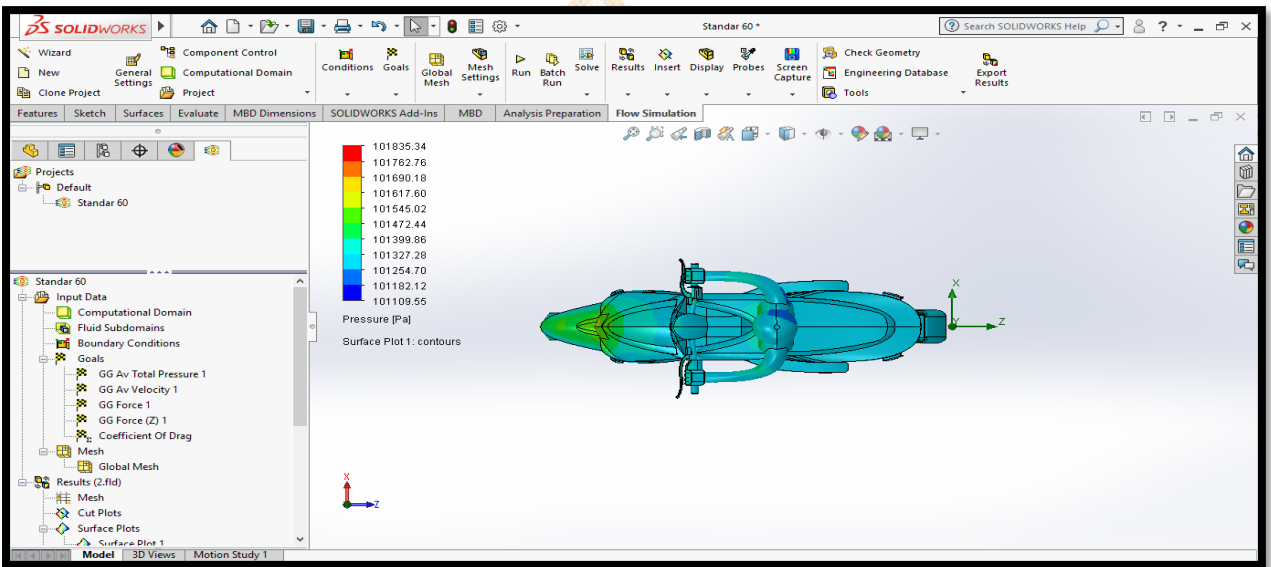 SOLIDWORKS
Standar 60 *
Search SOLIDWORKS Help
?
Wizard
New
Clone Project
General Settings
Component Control
Computational Domain
Project
Conditions
Goals
Global Mesh
Mesh Settings
Run
Batch Run
Solve
Results
Insert
Display
Probes
Screen Capture
Check Geometry
Engineering Database
Tools
Export Results
Features
Sketch
Surfaces
Evaluate
MBD Dimensions
SOLIDWORKS Add-Ins
MBD
Analysis Preparation
Flow Simulation
Projects
Default
Standar 60
Standar 60
Input Data
Computational Domain
Fluid Subdomains
Boundary Conditions
Goals
GG Av Total Pressure 1
GG Av Velocity 1
GG Force 1
GG Force (Z) 1
Coefficient Of Drag
Mesh
Global Mesh
Results (2.fld)
Mesh
Cut Plots
Surface Plots
Surface Plot 1
101835.34
101762.76
101690.18
101617.60
101545.02
101472.44
101399.86
101327.28
101254.70
101182.12
101109.55
Pressure [Pa]
Surface Plot 1: contours
X
Y
Z
X
Z
Model
3D Views
Motion Study 1